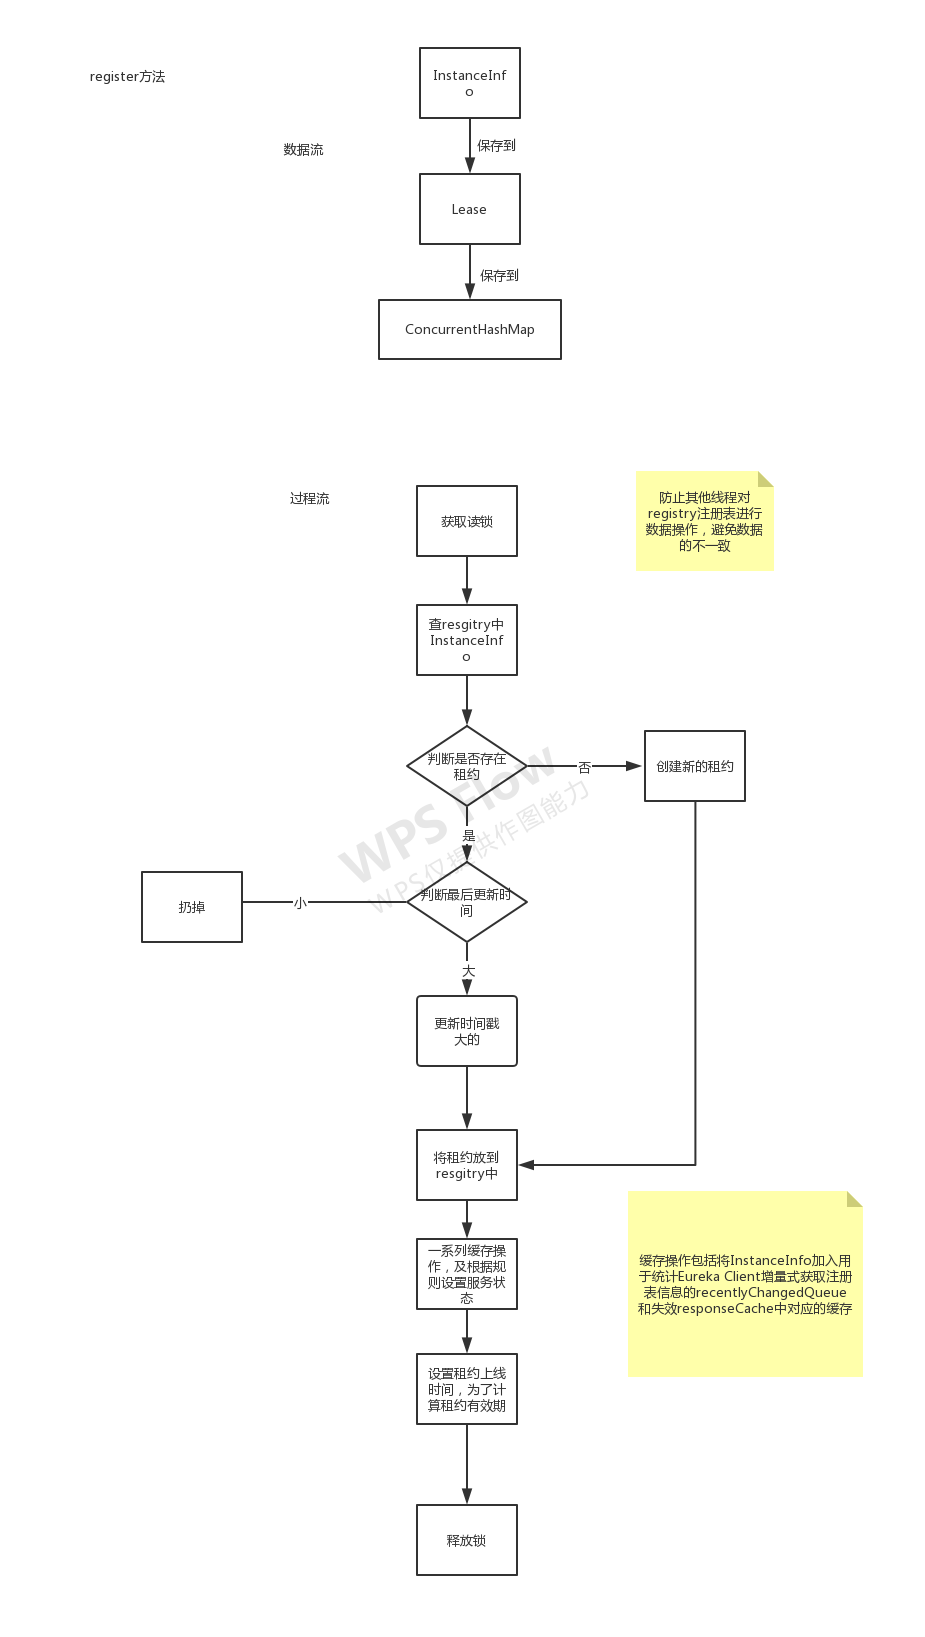 register方法
InstanceInf
o
数据流
保存到
Lease
保存到
ConcurrentHashMap
过程流
获取读锁
防止其他线程对
registry注册表进行
数据操作，避免数据
的不一致
查resgitry中
InstanceInf
o
判断是否存在
租约
否
创建新的租约
是
WPS Flow
WPS仅提供作图能力
扔掉
小
判断最后更新时
间
大
更新时间戳
大的
将租约放到
resgitry中
一系列缓存操
作，及根据规
则设置服务状
态
缓存操作包括将InstanceInfo加入用
于统计Eureka Client增量式获取注册
表信息的recentlyChangedQueue
和失效responseCache中对应的缓存
设置租约上线
时间，为了计
算租约有效期
释放锁